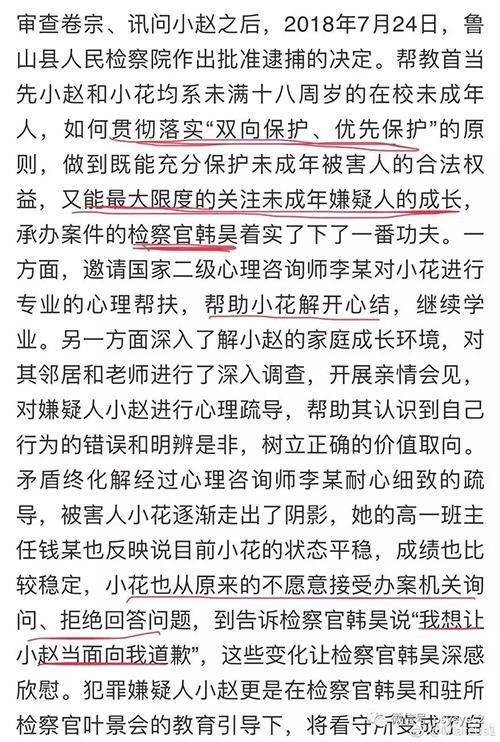 审查卷宗、讯问小赵之后，2018年7月24日，鲁
山县人民检察院作出批准逮捕的决定。帮教首当
先小赵和小花均系未满十八周岁的在校未成年
人，如何贯彻落实“双向保护、优先保护”的原
则，做到既能充分保护未成年被害人的合法权
益，又能最大限度的关注未成年嫌疑人的成长，
承办案件的检察官韩昊着实了下了一番功夫。一
方面，邀请国家二级心理咨询师李某对小花进行
专业的心理帮扶，帮助小花解开心结，继续学
业。另一方面深入了解小赵的家庭成长环境，对
其邻居和老师进行了深入调查，开展亲情会见，
对嫌疑人小赵进行心理疏导，帮助其认识到自己
行为的错误和明辨是非，树立正确的价值取向。
矛盾终化解经过心理咨询师李某耐心细致的疏
导，被害人小花逐渐走出了阴影，她的高一班主
任钱某也反映说目前小花的状态平稳，成绩也比
较稳定，小花也从原来的不愿意接受办案机关询
问、拒绝回答问题，到告诉检察官韩昊说“我想让
小赵当面向我道歉”，这些变化让检察官韩昊深感
欣慰。犯罪嫌疑人小赵更是在检察官韩昊和驻所
检察官叶景会的教育引导下，将看守所变成了自